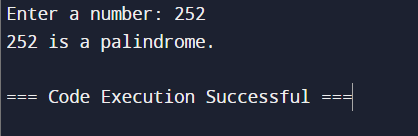 Enter a number: 252
252 is a palindrome.
=== Code Execution Successful ===